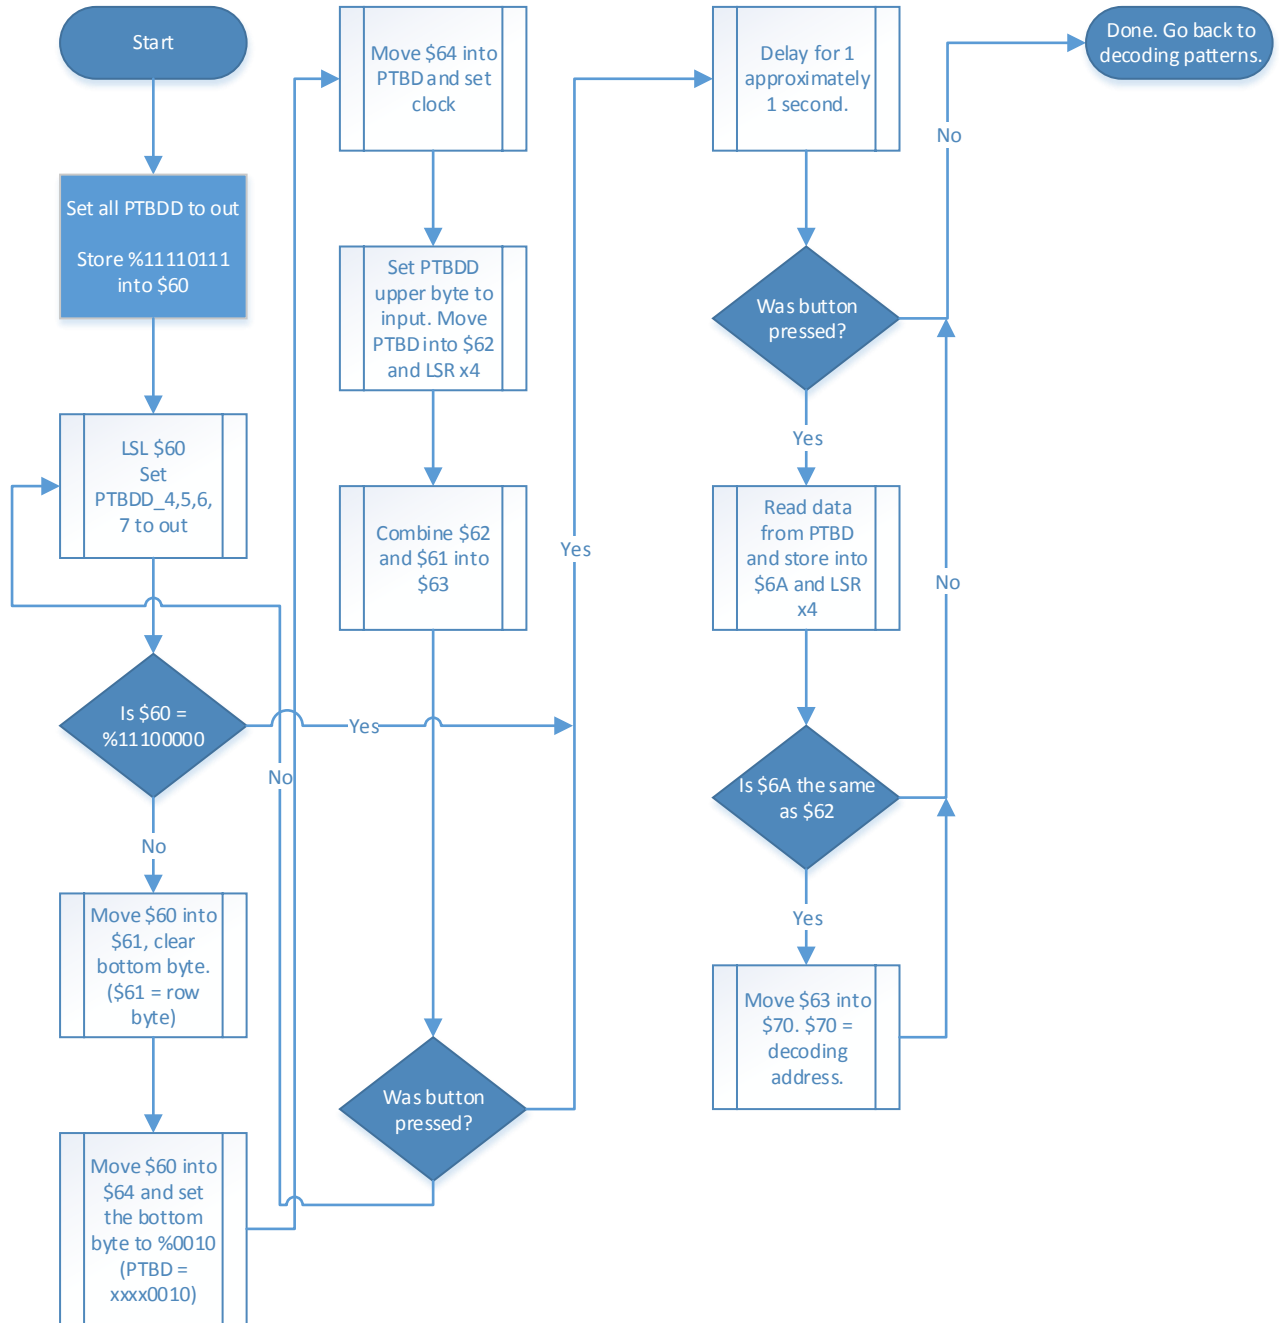 Start
Set all PTBDD to out
Store %11110111
into $60
LSL $60
Set
PTBDD_4,5,6,
7 to out
Is $60 =
%11100000
Yes
No
Move $60 into
$61, clear
bottom byte.
($61 = row
byte)
Move $60 into
$64 and set
the bottom
byte to %0010
(PTBD =
xxxx0010)
Move $64 into
PTBD and set
clock
Set PTBDD
upper byte to
input. Move
PTBD into $62
and LSR x4
Combine $62
and $61 into
$63
Was button
pressed?
No
Yes
Delay for 1
approximately
1 second.
Was button
pressed?
No
Yes
Read data
from PTBD
and store into
$6A and LSR
x4
Is $6A the same
as $62
No
Yes
Move $63 into
$70. $70 =
decoding
address.
Done. Go back to
decoding patterns.